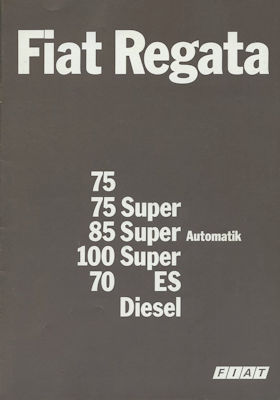 Fiat Regata
75
75 Super
85 Super Automatik
100 Super
70 ES
Diesel
FIAT